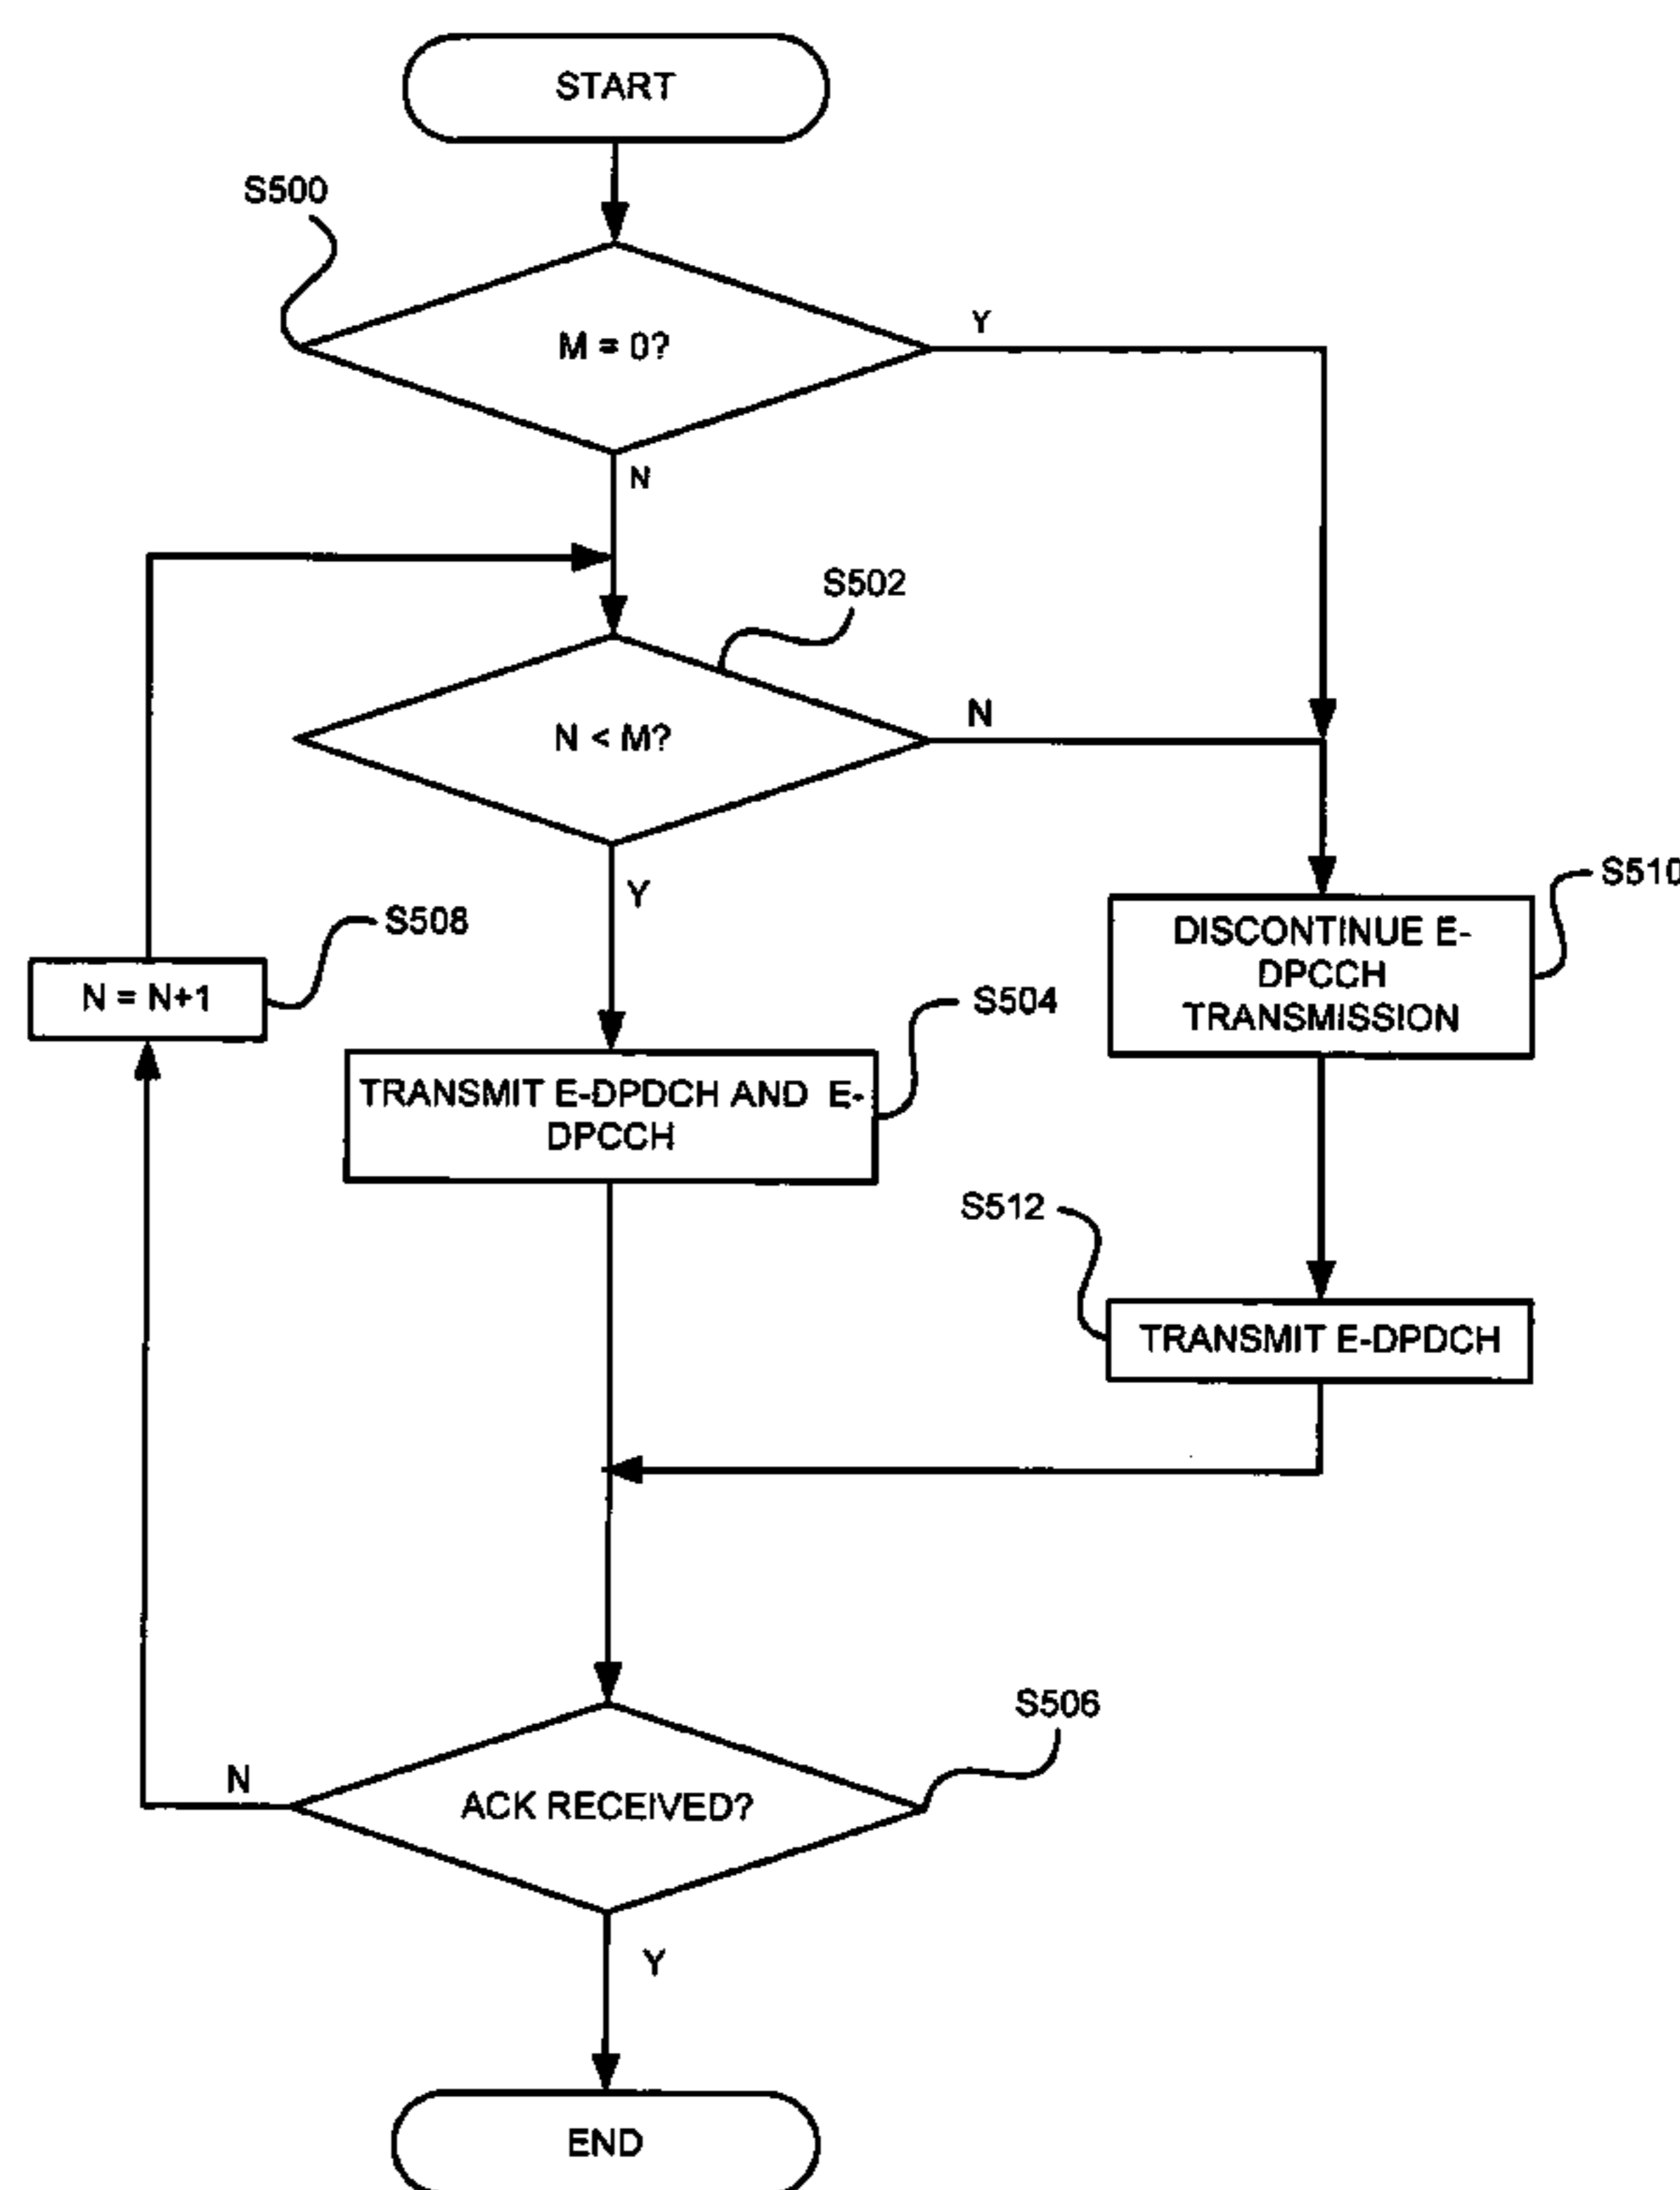 START
S500
M = 0?
Y
N
S502
N < M?
N
Y
S510
DISCONTINUE E-
DPCCH
TRANSMISSION
S508
N = N+1
S504
TRANSMIT E-DPDCH AND E-
DPCCH
S512
TRANSMIT E-DPDCH
S506
N
ACK RECEIVED?
Y
END